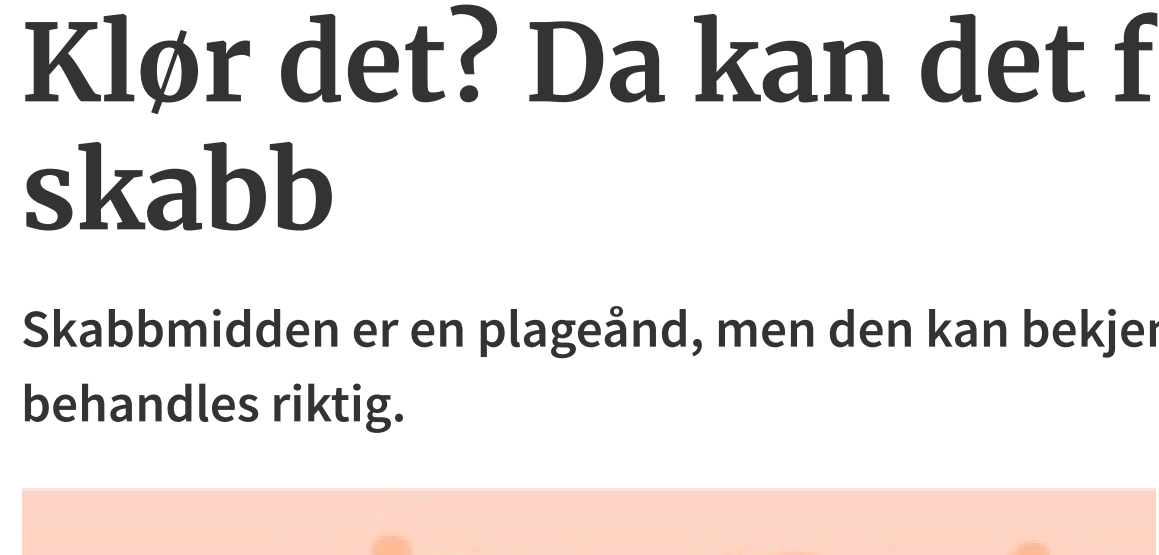 Klør det? Da kan det
skabb
Skabbmidden er en plageånd, men den kan
behandles riktig.